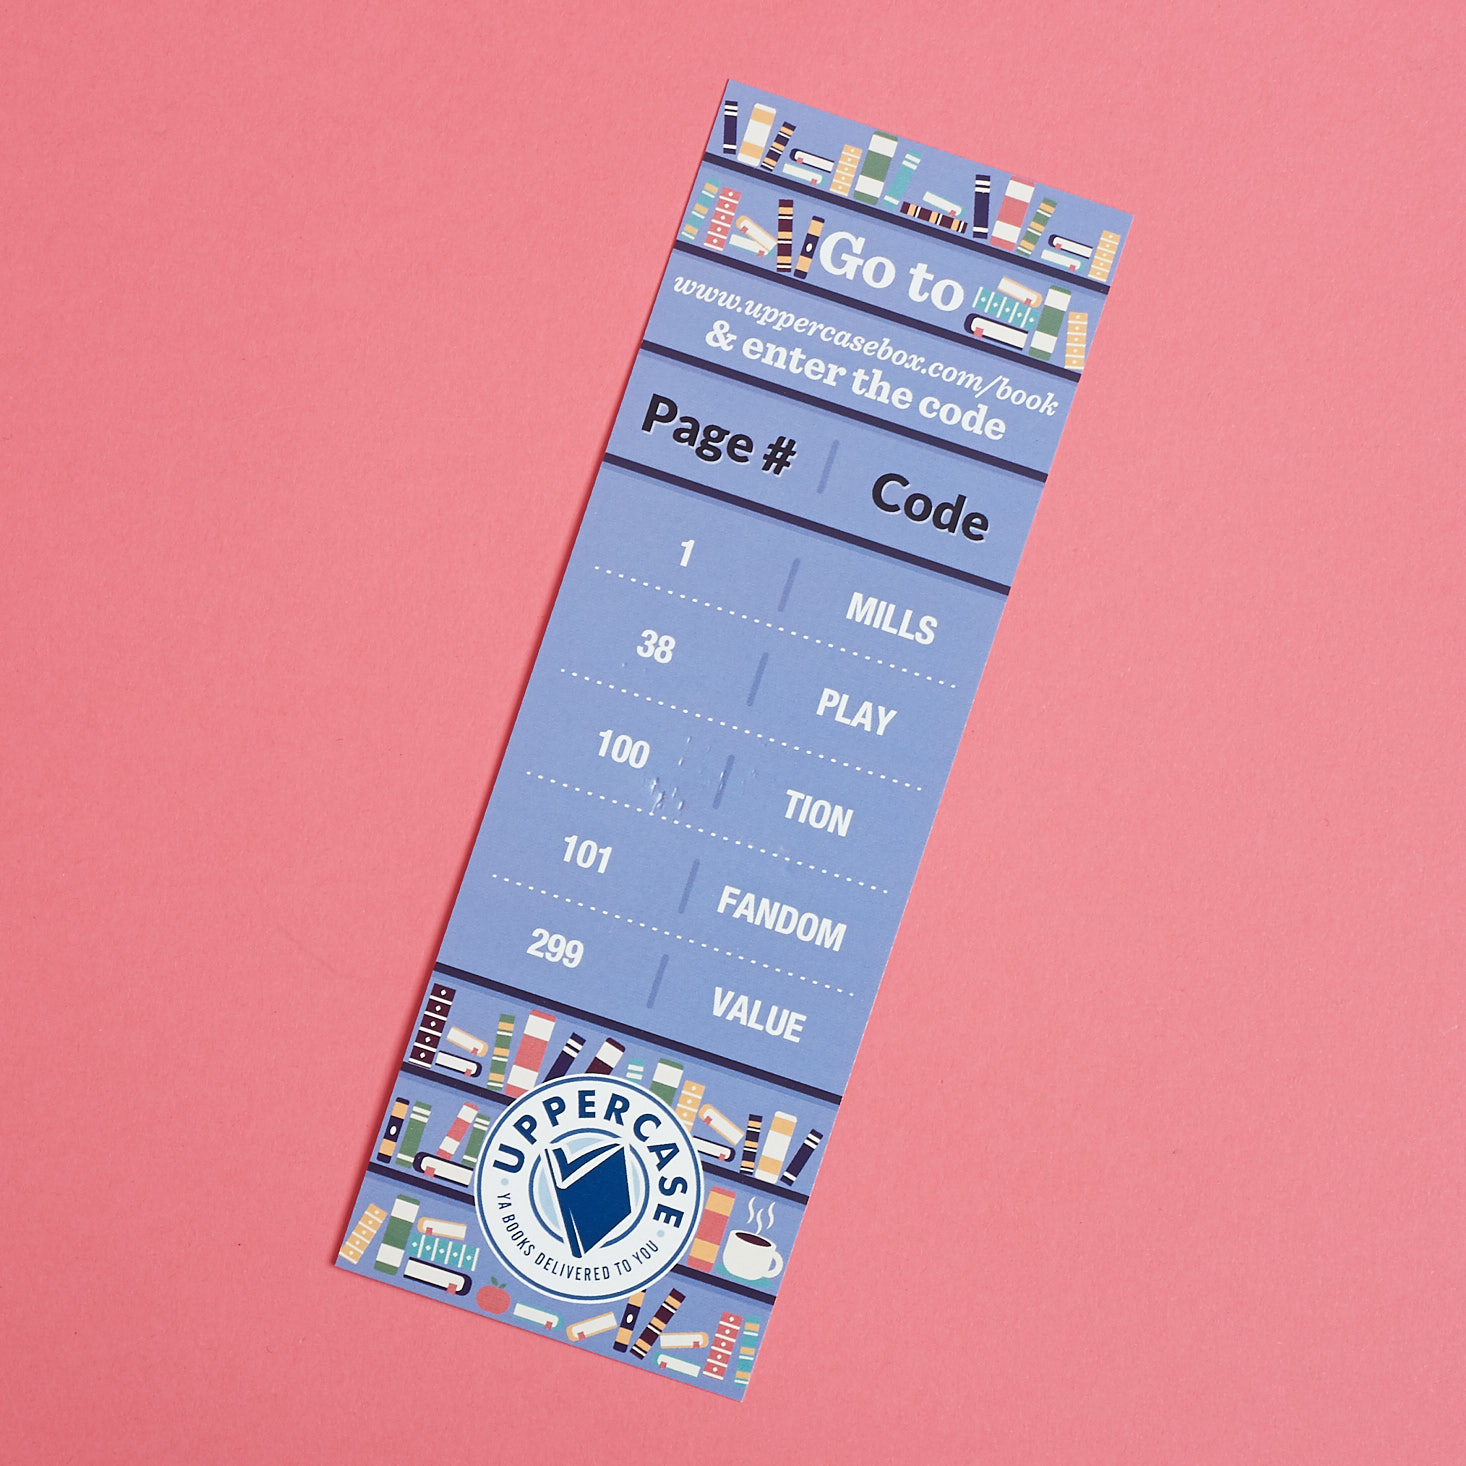 Go to
www.uppercasebox.com/book
& enter the code
Page # Code
1 MILLS
38 PLAY
100 TION
101 FANDOM
299 VALUE
UPPERCASE
YA BOOKS DELIVERED TO YOU